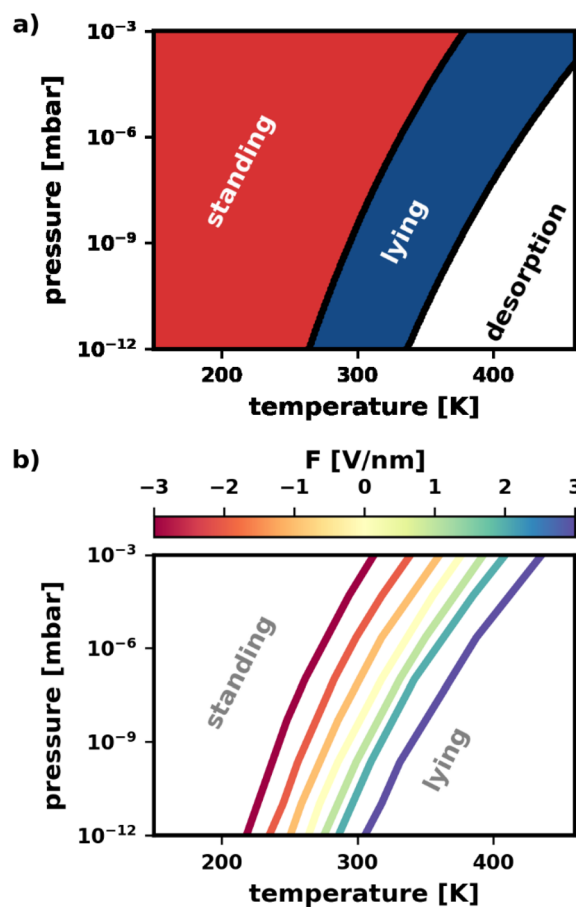 a)
10⁻³
10⁻⁶
10⁻⁹
10⁻¹²
pressure [mbar]
standing
lying
desorption
200 300 400
temperature [K]
b)
F [V/nm]
−3 −2 −1 0 1 2 3
10⁻³
10⁻⁶
10⁻⁹
10⁻¹²
pressure [mbar]
standing
lying
200 300 400
temperature [K]